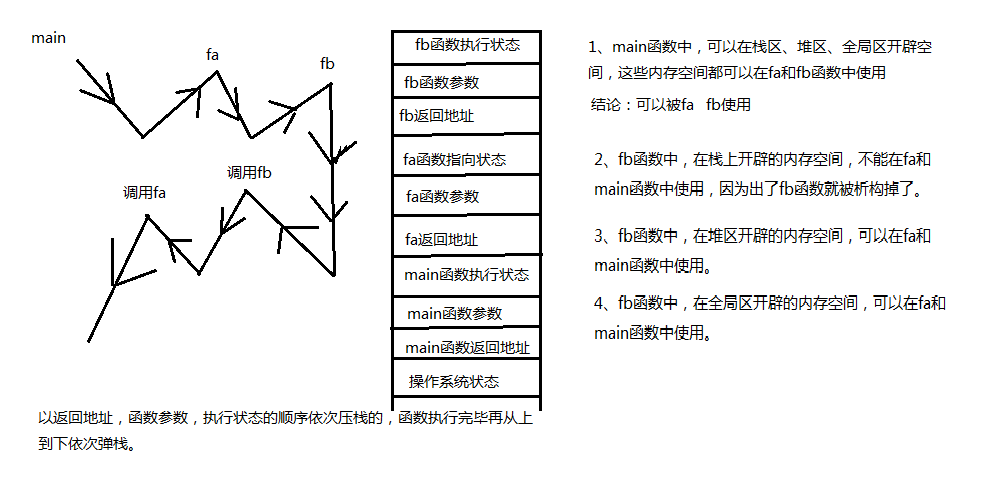 main
fa
fb
调用fa
调用fb
fb函数执行状态
fb函数参数
fb返回地址
fa函数指向状态
fa函数参数
fa返回地址
main函数执行状态
main函数参数
main函数返回地址
操作系统状态
以返回地址，函数参数，执行状态的顺序依次压栈的，函数执行完毕再从上
到下依次弹栈。
1、main函数中，可以在栈区、堆区、全局区开辟空
间，这些内存空间都可以在fa和fb函数中使用
结论：可以被fa fb使用
2、fb函数中，在栈上开辟的内存空间，不能在fa和
main函数中使用，因为出了fb函数就被析构掉了。
3、fb函数中，在堆区开辟的内存空间，可以在fa和
main函数中使用。
4、fb函数中，在全局区开辟的内存空间，可以在fa和
main函数中使用。